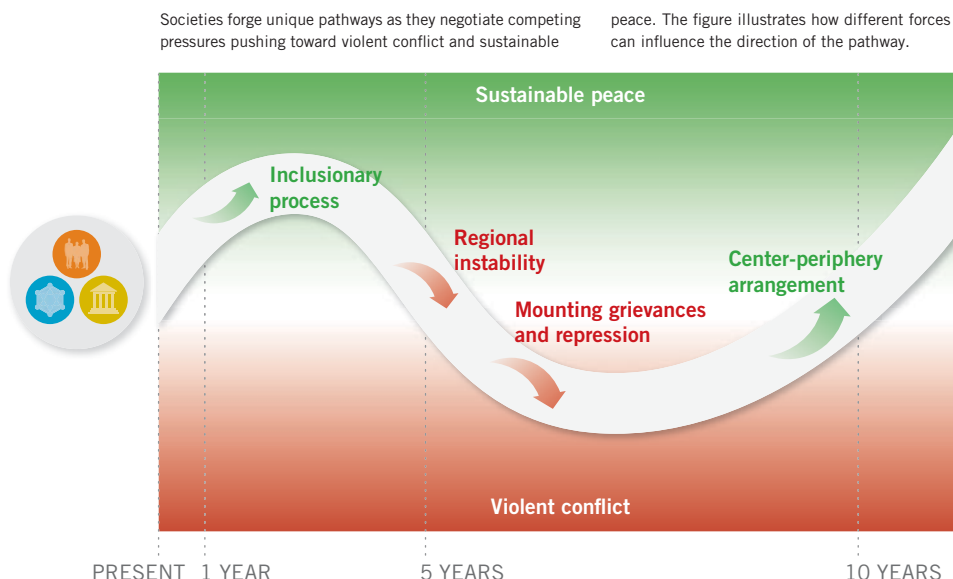 Societies forge unique pathways as they negotiate competing
pressures pushing toward violent conflict and sustainable
peace. The figure illustrates how different forces
can influence the direction of the pathway.
Sustainable peace
Inclusionary
process
Regional
instability
Mounting grievances
and repression
Center-periphery
arrangement
Violent conflict
PRESENT 1 YEAR 5 YEARS 10 YEARS